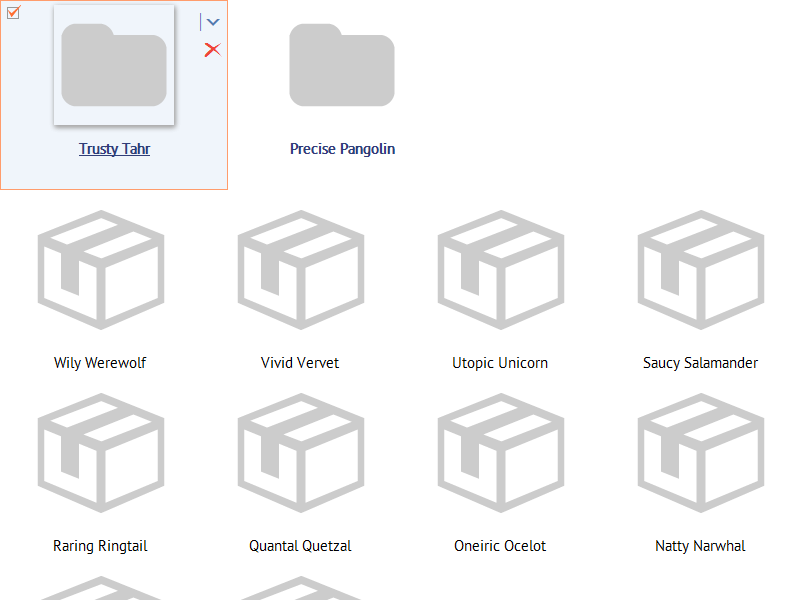 Trusty Tahr
Precise Pangolin
Wily Werewolf
Vivid Vervet
Utopic Unicorn
Saucy Salamander
Raring Ringtail
Quantal Quetzal
Oneiric Ocelot
Natty Narwhal